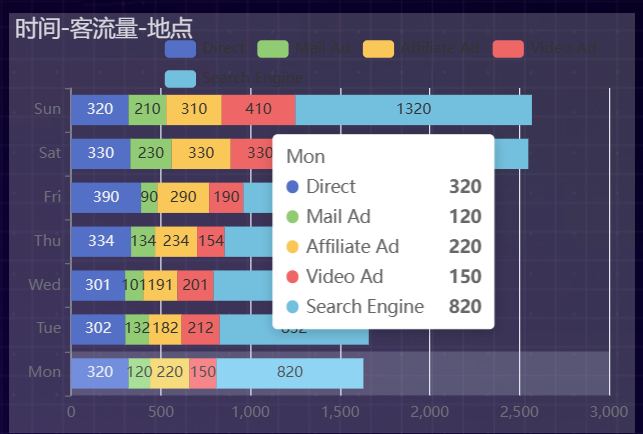 时间-客流量-地点
Direct Mail Ad Affiliate Ad Video Ad
Search Engine
Sun 320 210 310 410 1320
Sat 330 230 330 330
Fri 390 90 290 190
Thu 334 134 234 154
Wed 301 101 191 201
Tue 302 132 182 212
Mon 320 120 220 150 820
0 500 1,000 1,500 2,000 2,500 3,000
Mon
Direct 320
Mail Ad 120
Affiliate Ad 220
Video Ad 150
Search Engine 820